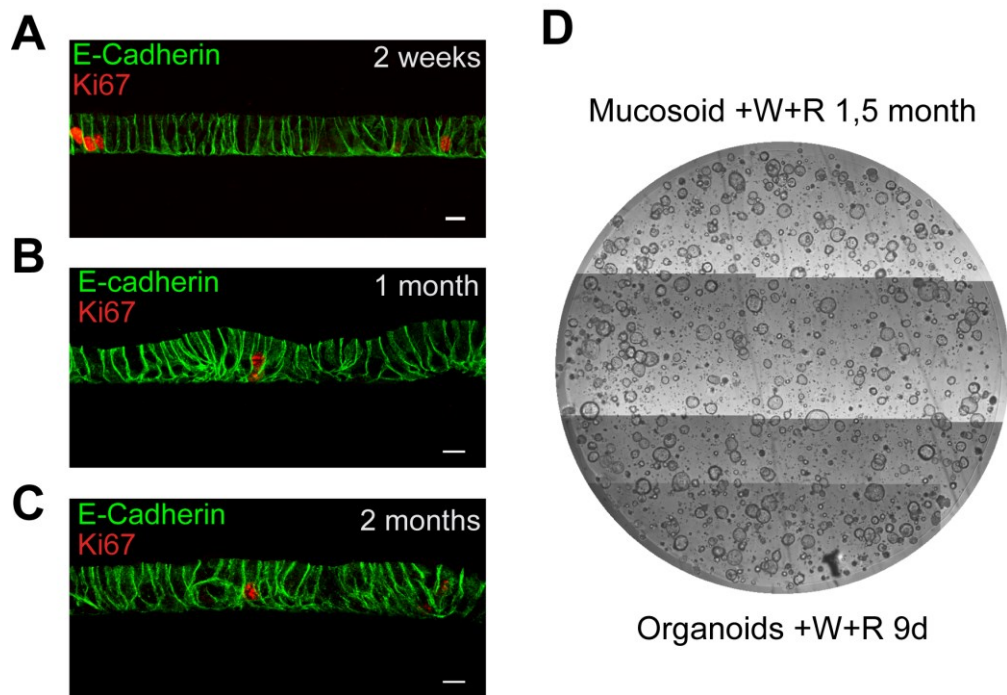 A
E-Cadherin
2 weeks
Ki67
B
E-cadherin
1 month
Ki67
C
E-Cadherin
2 months
Ki67
D
Mucosoid +W+R 1,5 month
Organoids +W+R 9d